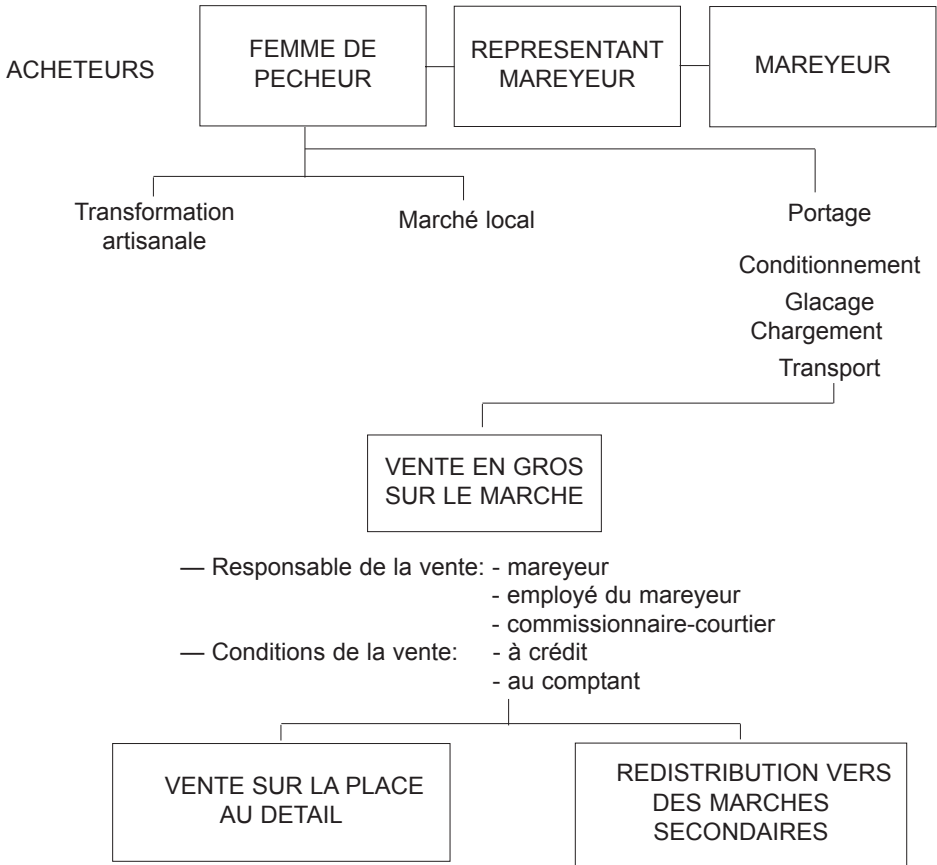 ACHETEURS
FEMME DE
PECHEUR
REPRESENTANT
MAREYEUR
MAREYEUR
Transformation
artisanale
Marché local
Portage
Conditionnement
Glacage
Chargement
Transport
VENTE EN GROS
SUR LE MARCHE
— Responsable de la vente: - mareyeur
- employé du mareyeur
- commissionnaire-courtier
— Conditions de la vente: - à crédit
- au comptant
VENTE SUR LA PLACE
AU DETAIL
REDISTRIBUTION VERS
DES MARCHES
SECONDAIRES